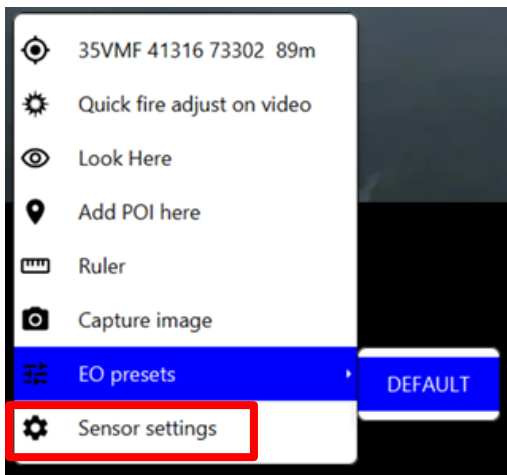 35VMF 41316 73302 89m
Quick fire adjust on video
Look Here
Add POI here
Ruler
Capture image
EO presets
DEFAULT
Sensor settings